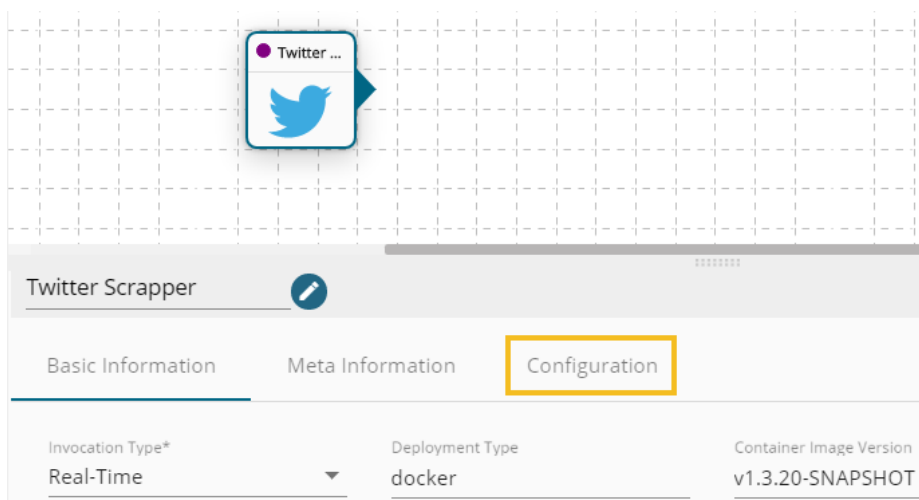 Twitter ...
Twitter Scrapper
Basic Information Meta Information Configuration
Invocation Type* Deployment Type Container Image Version
Real-Time docker v1.3.20-SNAPSHOT